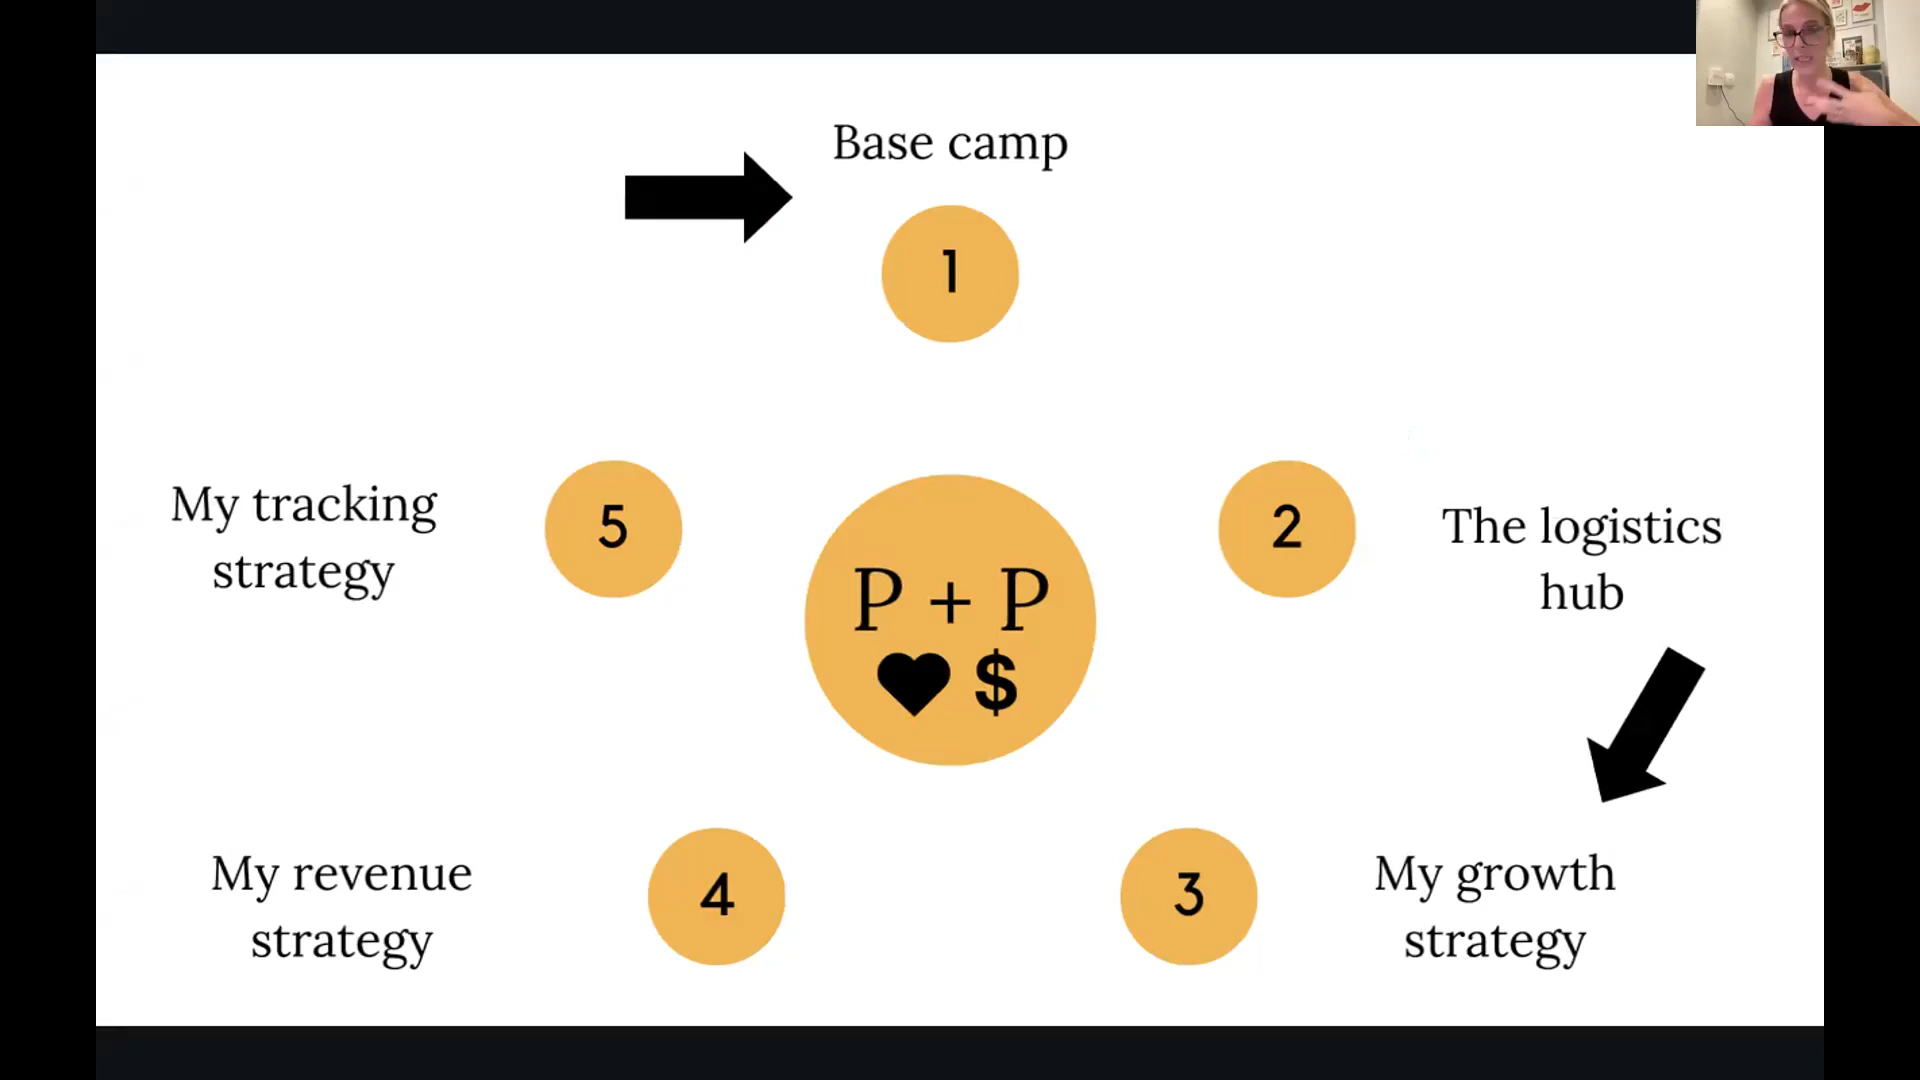 Base camp
1
My tracking
strategy
5
2
The logistics
hub
P + P
$
My revenue
strategy
4
3
My growth
strategy